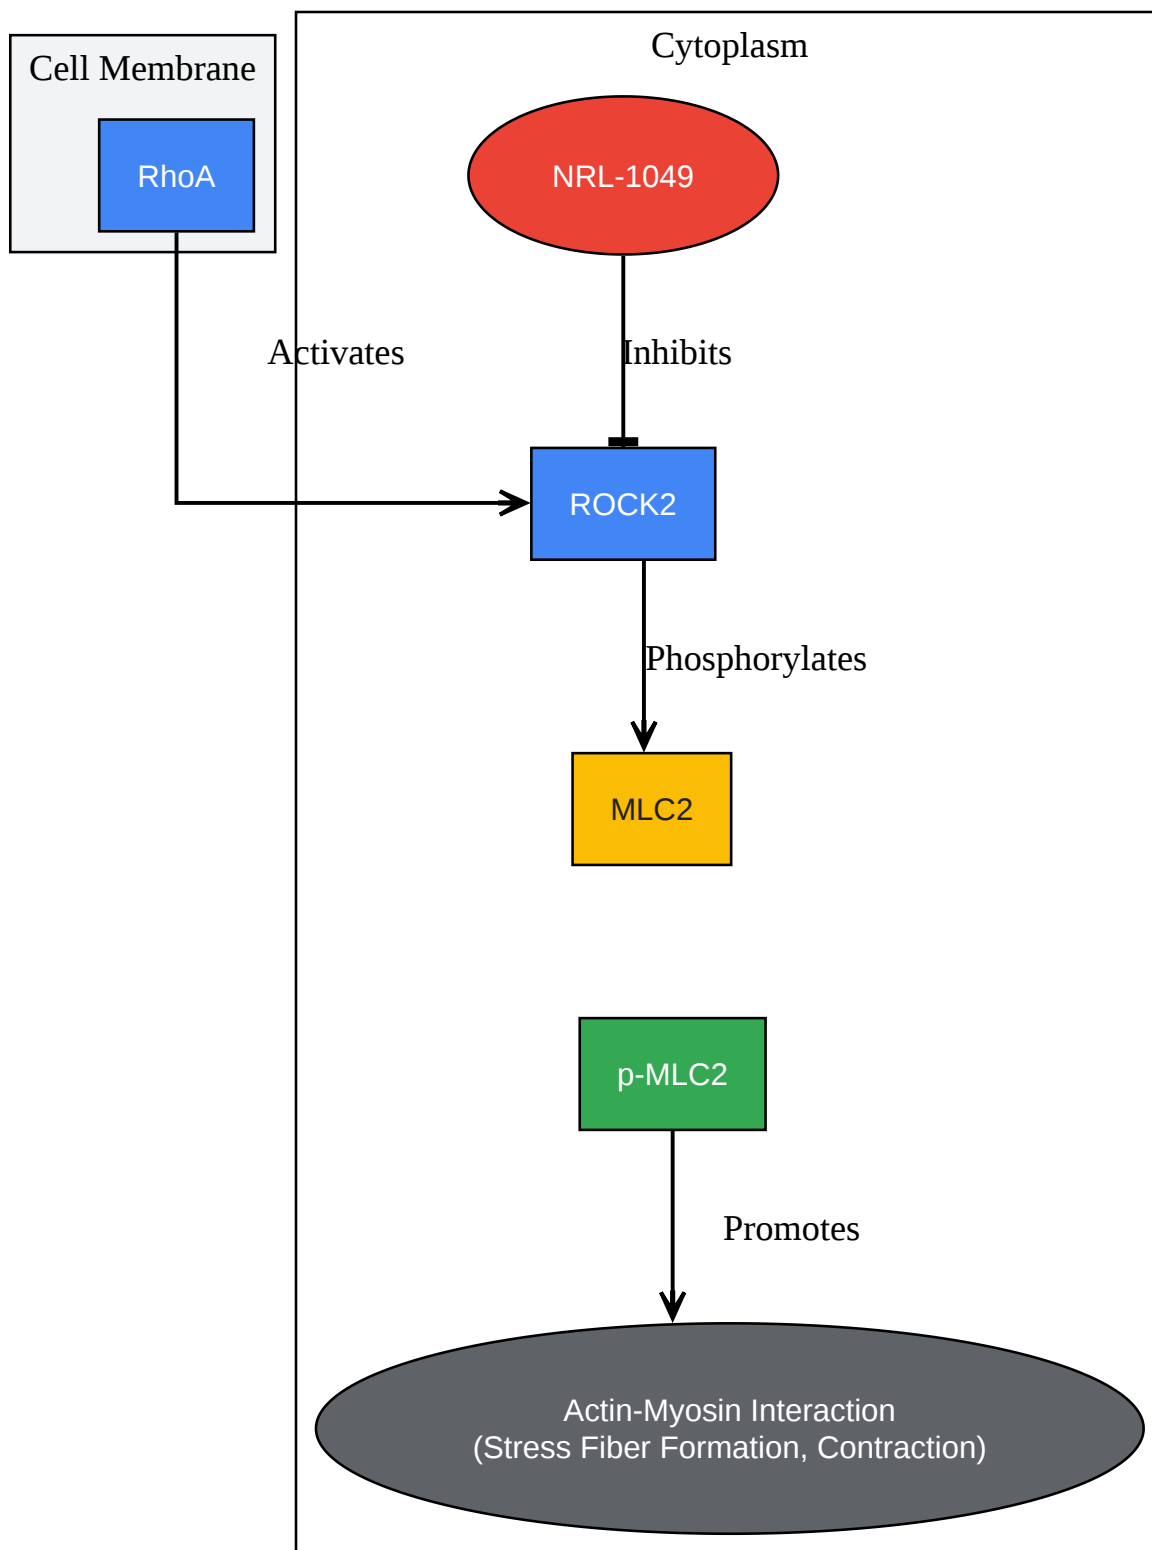 Cytoplasm
Cell Membrane
RhoA
NRL-1049
Activates
Inhibits
ROCK2
Phosphorylates
MLC2
p-MLC2
Promotes
Actin-Myosin Interaction
(Stress Fiber Formation, Contraction)